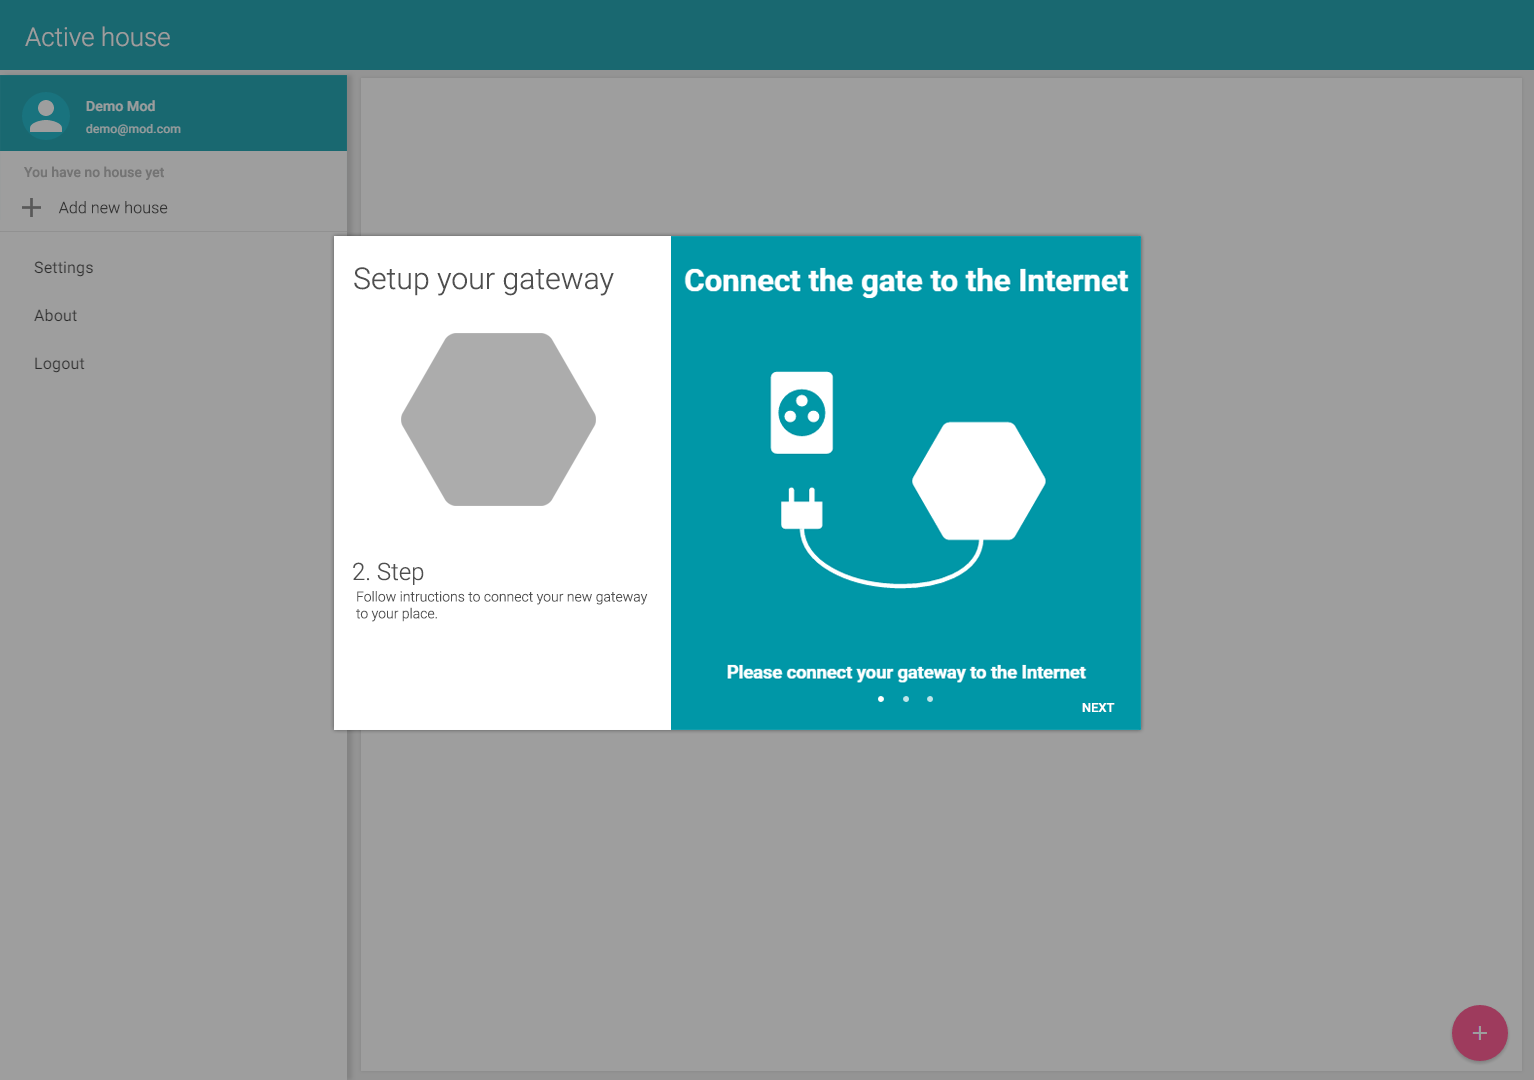 Active house
Demo Mod
demo@mod.com
You have no house yet
Add new house
Settings
About
Logout
Setup your gateway
2. Step
Follow intructions to connect your new gateway
to your place.
Connect the gate to the Internet
Please connect your gateway to the Internet
NEXT